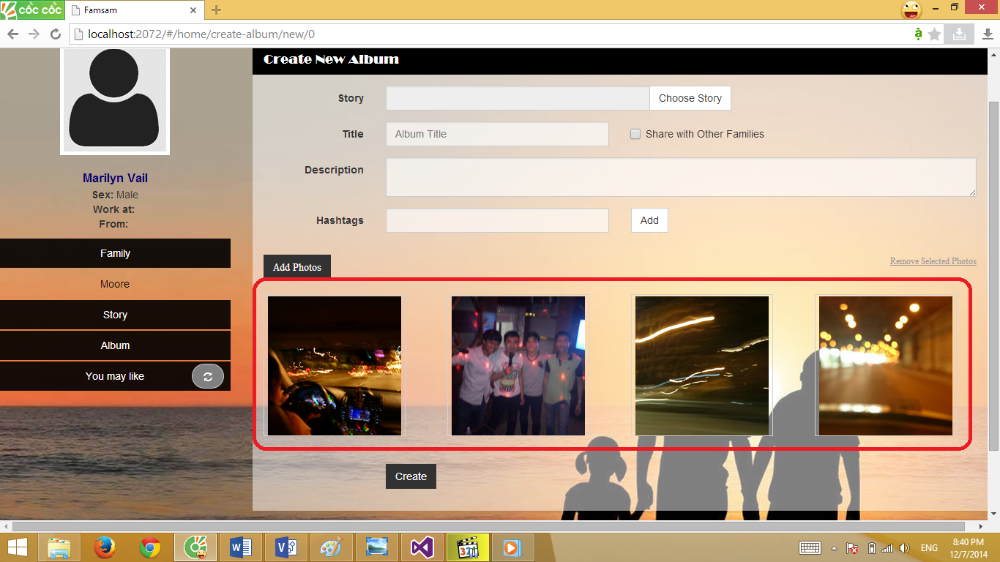 cốc cốc
Famsam
localhost:2072/#/home/create-album/new/0
Create New Album
Story
Choose Story
Title
Album Title
Share with Other Families
Description
Hashtags
Add
Add Photos
Remove Selected Photos
Create
Marilyn Vail
Sex: Male
Work at:
From:
Family
Moore
Story
Album
You may like
ENG
8:40 PM
12/7/2014